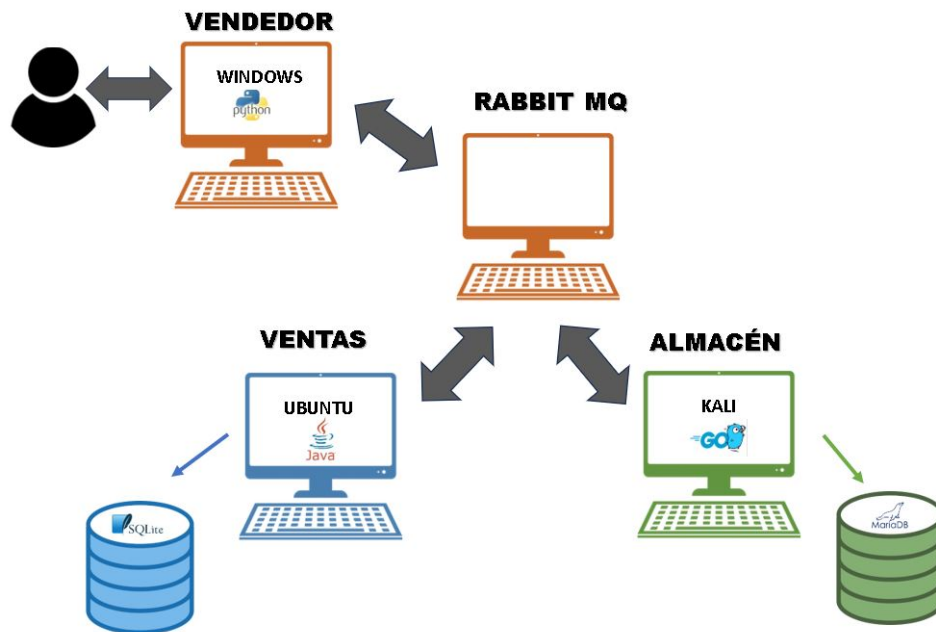 VENDEDOR
WINDOWS
python
RABBIT MQ
VENTAS
ALMACÉN
UBUNTU
Java
KALI
GO
SQLite
MariaDB